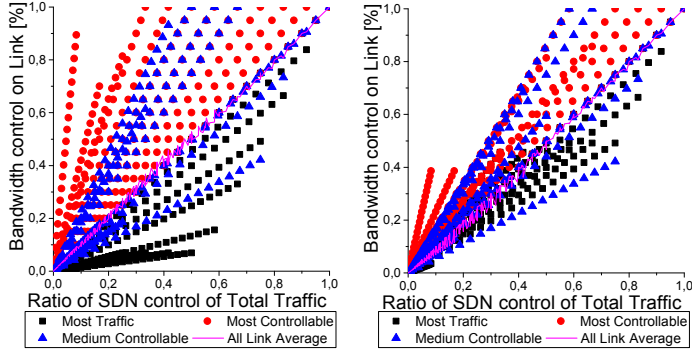 Bandwidth control on Link [%]
1,0
0,8
0,6
0,4
0,2
0,0
0,0 0,2 0,4 0,6 0,8 1,0
Ratio of SDN control of Total Traffic
Most Traffic Most Controllable
Medium Controllable All Link Average
Bandwidth control on Link [%]
1,0
0,8
0,6
0,4
0,2
0,0
0,0 0,2 0,4 0,6 0,8 1,0
Ratio of SDN control of Total Traffic
Most Traffic Most Controllable
Medium Controllable All Link Average